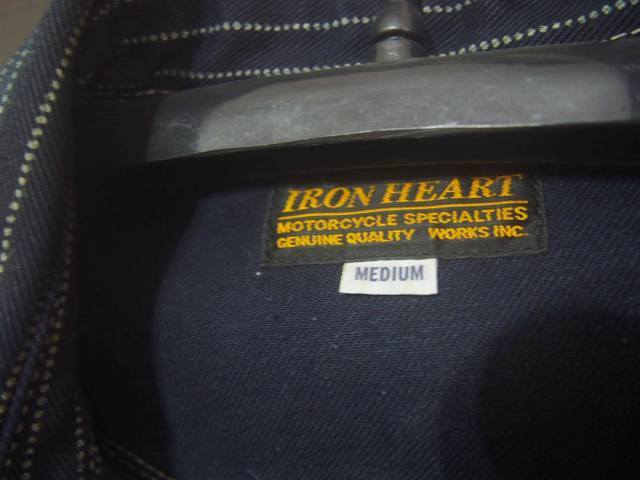 IRON HEART
MOTORCYCLE SPECIALTIES
GENUINE QUALITY WORKS INC.
MEDIUM